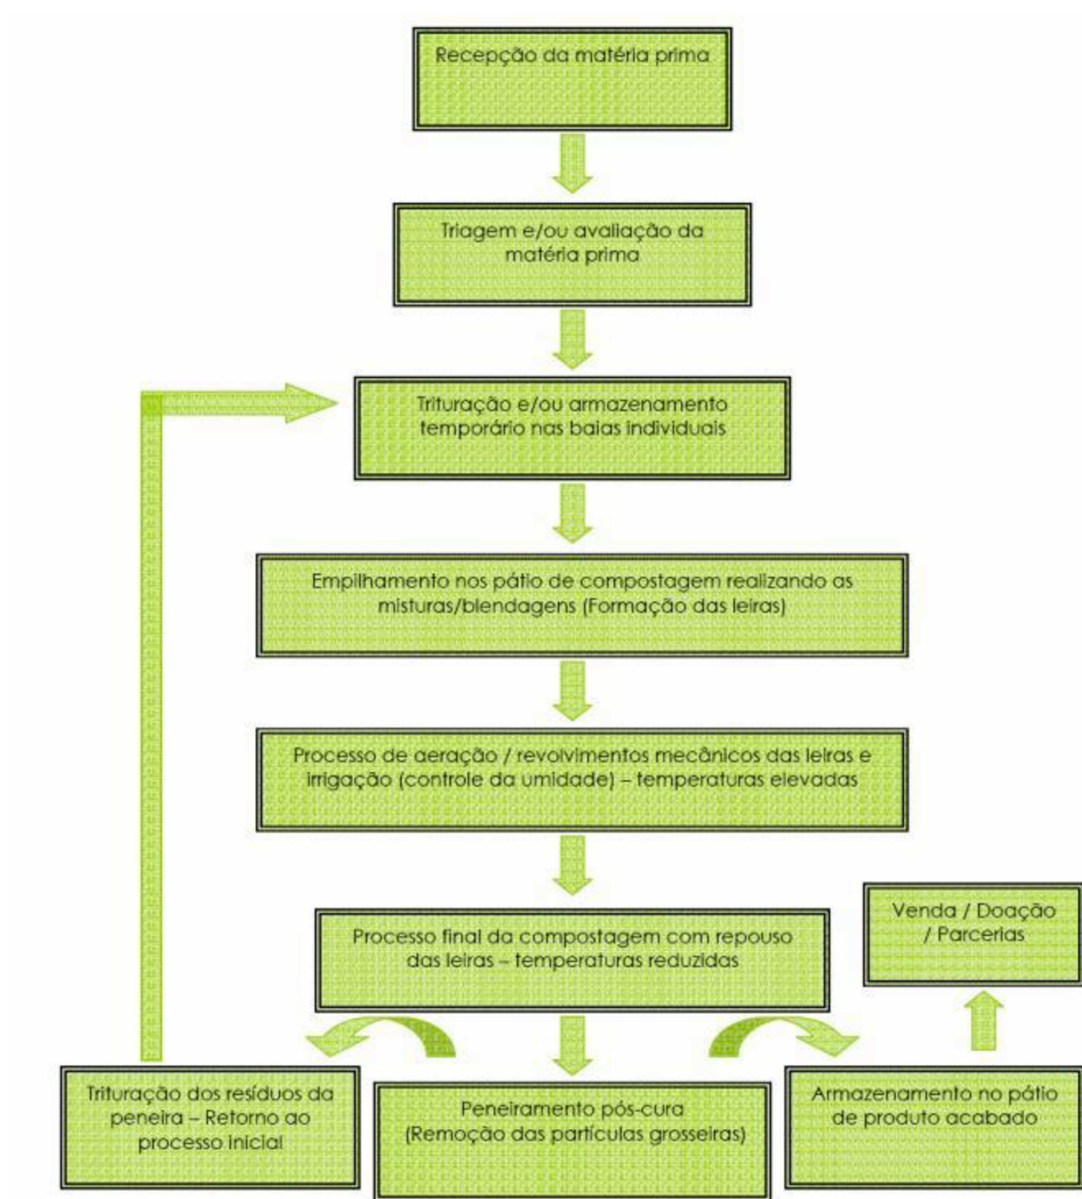 Recepção da matéria prima
Triagem e/ou avaliação da
matéria prima
Trituração e/ou armazenamento
temporário nas baias individuais
Empilhamento nos pátio de compostagem realizando as
misturas/blendagens (Formação das leiras)
Processo de aeração / revolvimentos mecânicos das leiras e
irrigação (controle da umidade) – temperaturas elevadas
Processo final da compostagem com repouso
das leiras – temperaturas reduzidas
Venda / Doação
/ Parcerias
Trituração dos resíduos da
peneira – Retorno ao
processo inicial
Peneiramento pós-cura
(Remoção das partículas grosseiras)
Armazenamento no pátio
de produto acabado